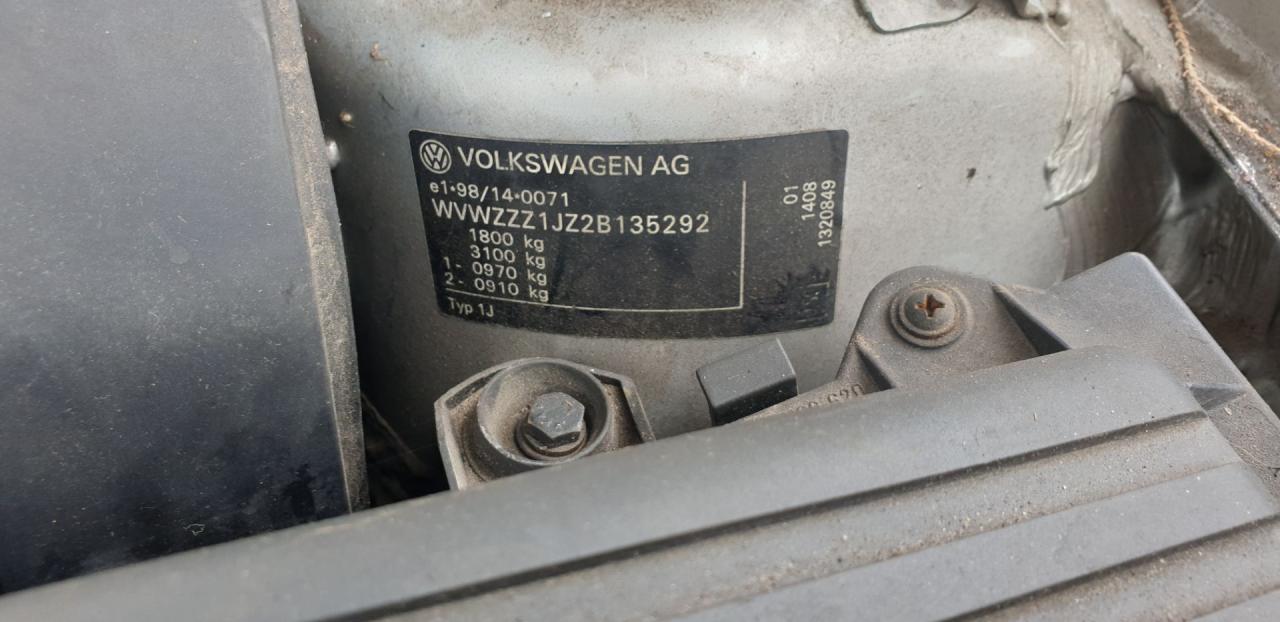 VOLKSWAGEN AG
e1·98/14·0071
WVWZZZ1JZ2B135292
1800 kg
3100 kg
1- 0970 kg
2- 0910 kg
Typ 1J
01
1408
1320849